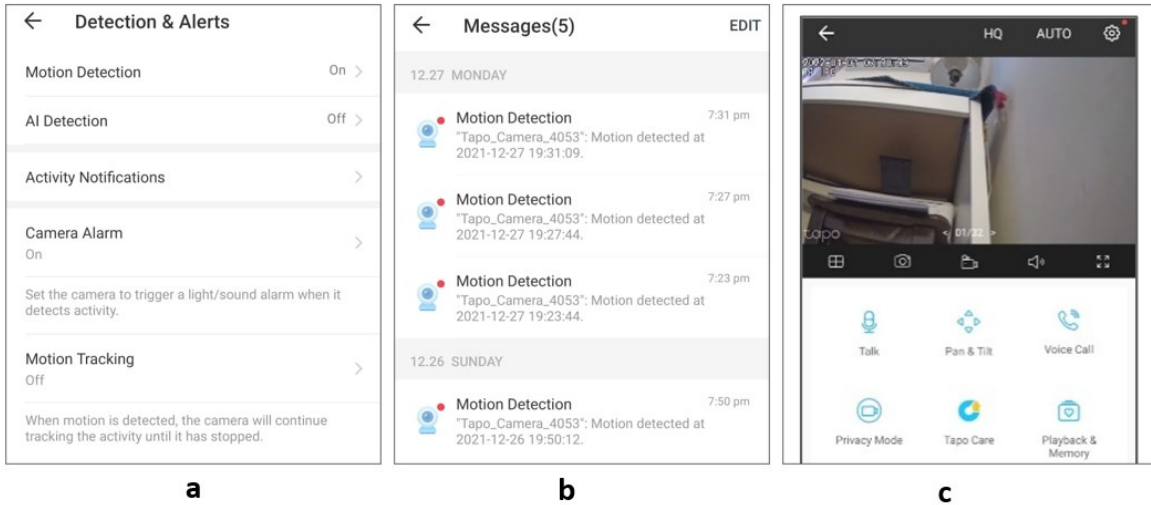 Detection & Alerts
Motion Detection On
AI Detection Off
Activity Notifications
Camera Alarm
On
Set the camera to trigger a light/sound alarm when it
detects activity.
Motion Tracking
Off
When motion is detected, the camera will continue
tracking the activity until it has stopped.
a
Messages(5) EDIT
12.27 MONDAY
Motion Detection 7:31 pm
"Tapo_Camera_4053": Motion detected at
2021-12-27 19:31:09.
Motion Detection 7:27 pm
"Tapo_Camera_4053": Motion detected at
2021-12-27 19:27:44.
Motion Detection 7:23 pm
"Tapo_Camera_4053": Motion detected at
2021-12-27 19:23:44.
12.26 SUNDAY
Motion Detection 7:50 pm
"Tapo_Camera_4053": Motion detected at
2021-12-26 19:50:12.
b
HQ AUTO
tapo
< 01/32 >
Talk Pan & Tilt Voice Call
Privacy Mode Tapo Care Playback &
Memory
c